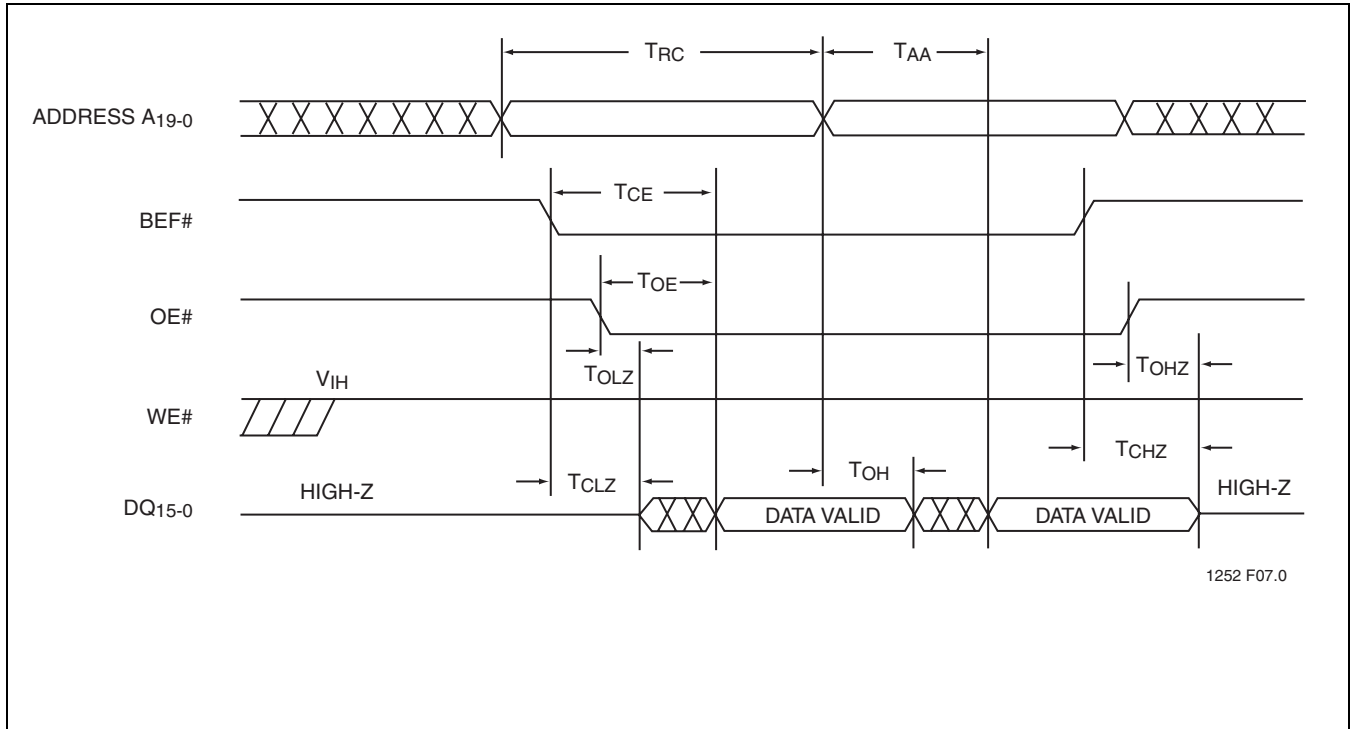 TRC TAA
ADDRESS A19-0
TCE
BEF#
TOE
OE#
TOLZ TOHZ
VIH
WE#
TCLZ TOH TCHZ
HIGH-Z HIGH-Z
DQ15-0 DATA VALID DATA VALID
1252 F07.0